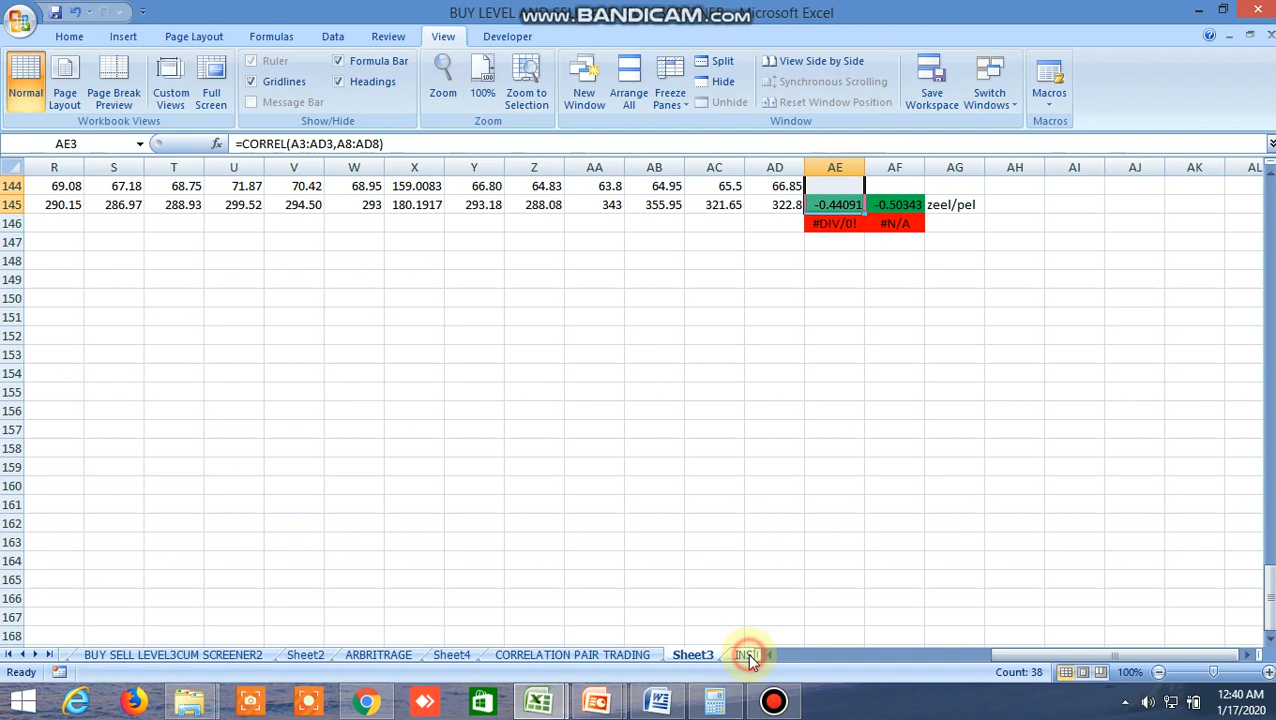 BUY LEVEL AND SEL
www.BANDICAM.com
NER - Microsoft Excel
Home Insert Page Layout Formulas Data Review View Developer
Normal Page Layout Page Break Preview Custom Views Full Screen
Workbook Views
Ruler Formula Bar
Gridlines Headings
Message Bar
Show/Hide
Zoom 100% Zoom to Selection
Zoom
New Window Arrange All Freeze Panes
Split View Side by Side
Hide Synchronous Scrolling
Unhide Reset Window Position
Save Workspace Switch Windows
Window
Macros
Macros
AE3 fx =CORREL(A3:AD3,A8:AD8)
R S T U V W X Y Z AA AB AC AD AE AF AG AH AI AJ AK AL
144 69.08 67.18 68.75 71.87 70.42 68.95 159.0083 66.80 64.83 63.8 64.95 65.5 66.85
145 290.15 286.97 288.93 299.52 294.50 293 180.1917 293.18 288.08 343 355.95 321.65 322.8 -0.44091 -0.50343 zeel/pel
146 #DIV/0! #N/A
147
148
149
150
151
152
153
154
155
156
157
158
159
160
161
162
163
164
165
166
167
168
BUY SELL LEVEL3CUM SCREENER2 Sheet2 ARBRITRAGE Sheet4 CORRELATION PAIR TRADING Sheet3
Ready Count: 38 100%
12:40 AM
1/17/2020